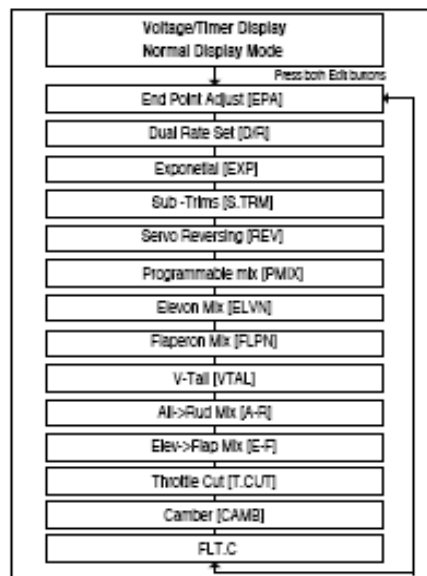 Voltage/Timer Display
Normal Display Mode
Press both Edit buttons
End Point Adjust [EPA]
Dual Rate Set [D/R]
Exponetial [EXP]
Sub -Trims [S.TRM]
Servo Reversing [REV]
Programmable mix [PMIX]
Elevon Mix [ELVN]
Flaperon Mix [FLPN]
V-Tail [VTAL]
Ail->Rud Mix [A-R]
Elev->Flap Mix [E-F]
Throttle Cut [T.CUT]
Camber [CAMB]
FLT.C